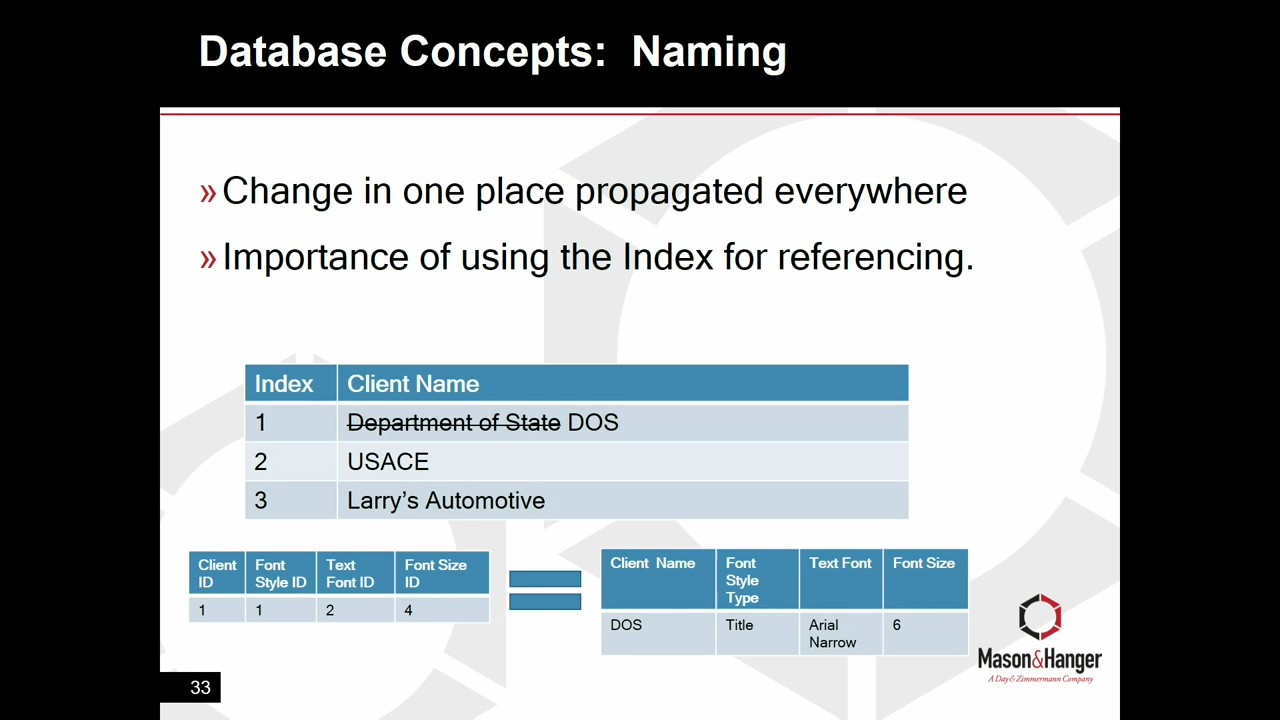 Database Concepts:  Naming
» Change in one place propagated everywhere
» Importance of using the Index for referencing.
Index Client Name
1 Department of State DOS
2 USACE
3 Larry's Automotive
Client ID Font Style ID Text Font ID Font Size ID
1 1 2 4
Client Name Font Style Type Text Font Font Size
DOS Title Arial Narrow 6
Mason&Hanger
A Day & Zimmermann Company
33